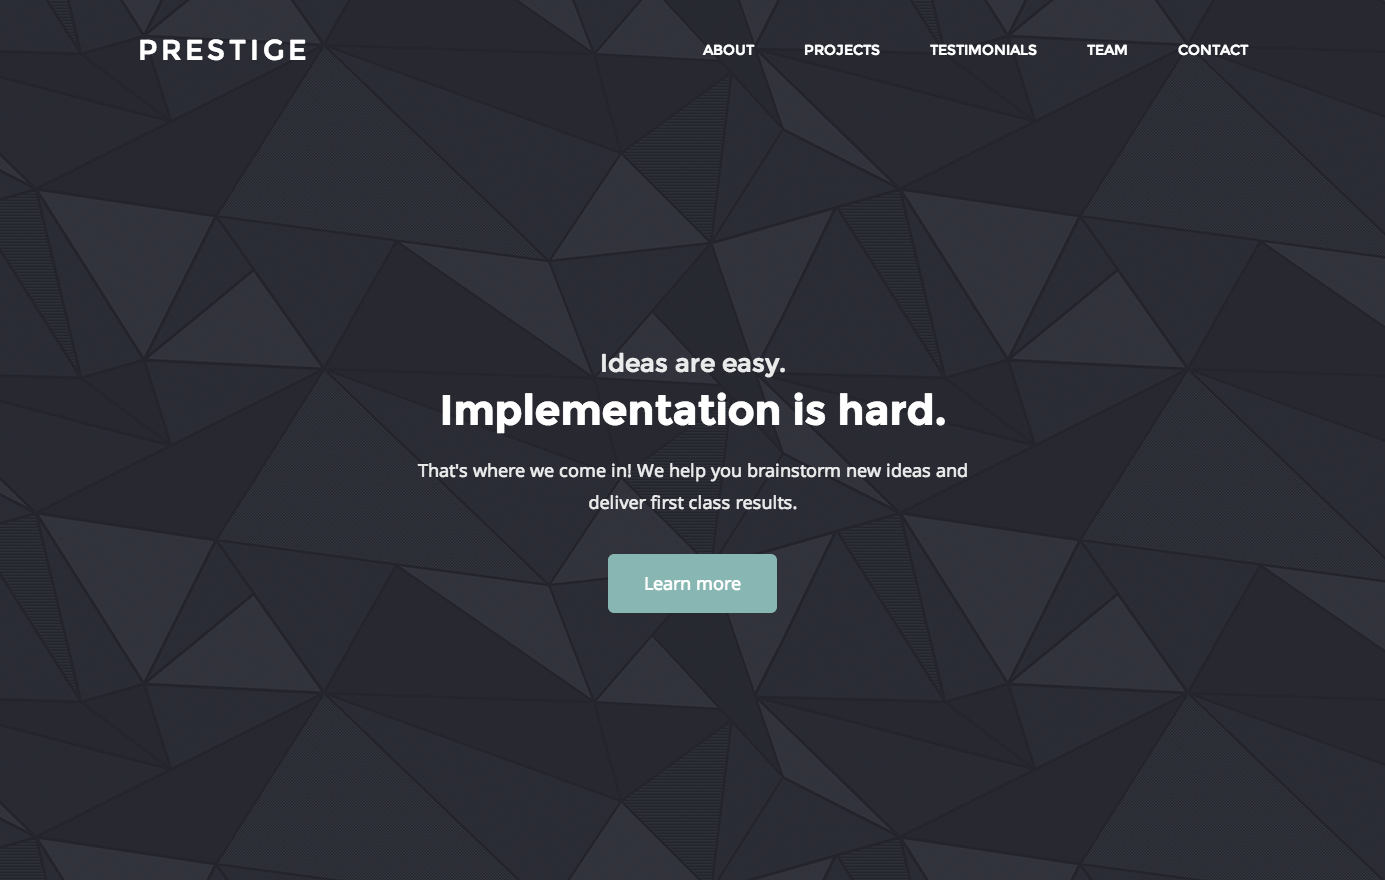 PRESTIGE
ABOUT PROJECTS TESTIMONIALS TEAM CONTACT
Ideas are easy.
Implementation is hard.
That's where we come in! We help you brainstorm new ideas and
deliver first class results.
Learn more